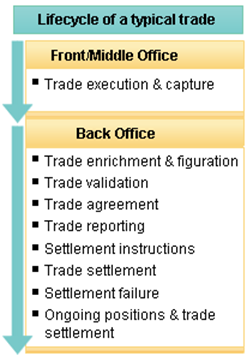 Lifecycle of a typical trade
Front/Middle Office
▪ Trade execution & capture
Back Office
▪ Trade enrichment & figuration
▪ Trade validation
▪ Trade agreement
▪ Trade reporting
▪ Settlement instructions
▪ Trade settlement
▪ Settlement failure
▪ Ongoing positions & trade
settlement